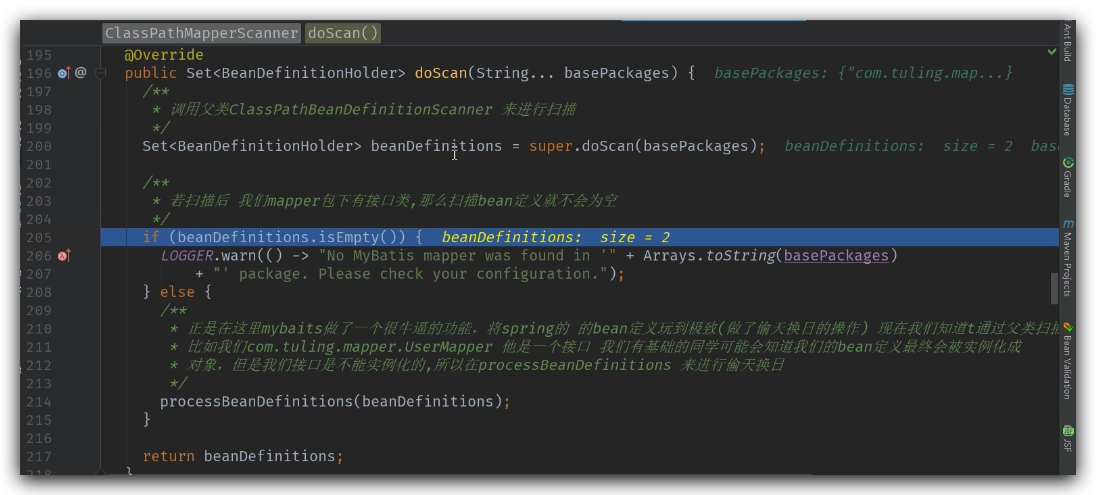 ClassPathMapperScanner doScan()
195 @Override
196 @ public Set<BeanDefinitionHolder> doScan(String... basePackages) { basePackages: {"com.tuling.map...}
197 /**
198 * 调用父类ClassPathBeanDefinitionScanner 来进行扫描
199 */
200 Set<BeanDefinitionHolder> beanDefinitions = super.doScan(basePackages); beanDefinitions: size = 2 bas
201
202 /**
203 * 若扫描后 我们mapper包下有接口类,那么扫描bean定义就不会为空
204 */
205 if (beanDefinitions.isEmpty()) { beanDefinitions: size = 2
206 LOGGER.warn(() -> "No MyBatis mapper was found in '" + Arrays.toString(basePackages)
207 + "' package. Please check your configuration.");
208 } else {
209 /**
210 * 正是在这里mybaits做了一个很牛逼的功能．将spring的 的bean定义玩到极致(做了偷天换日的操作) 现在我们知道t通过父类扫描
211 * 比如我们com.tuling.mapper.UserMapper 他是一个接口 我们有基础的同学可能会知道我们的bean定义最终会被实例化成
212 * 对象，但是我们接口是不能实例化的,所以在processBeanDefinitions 来进行偷天换日
213 */
214 processBeanDefinitions(beanDefinitions);
215 }
216
217 return beanDefinitions;
218 }
Ant Build
Database
Gradle
Maven Projects
Bean Validation
JSF